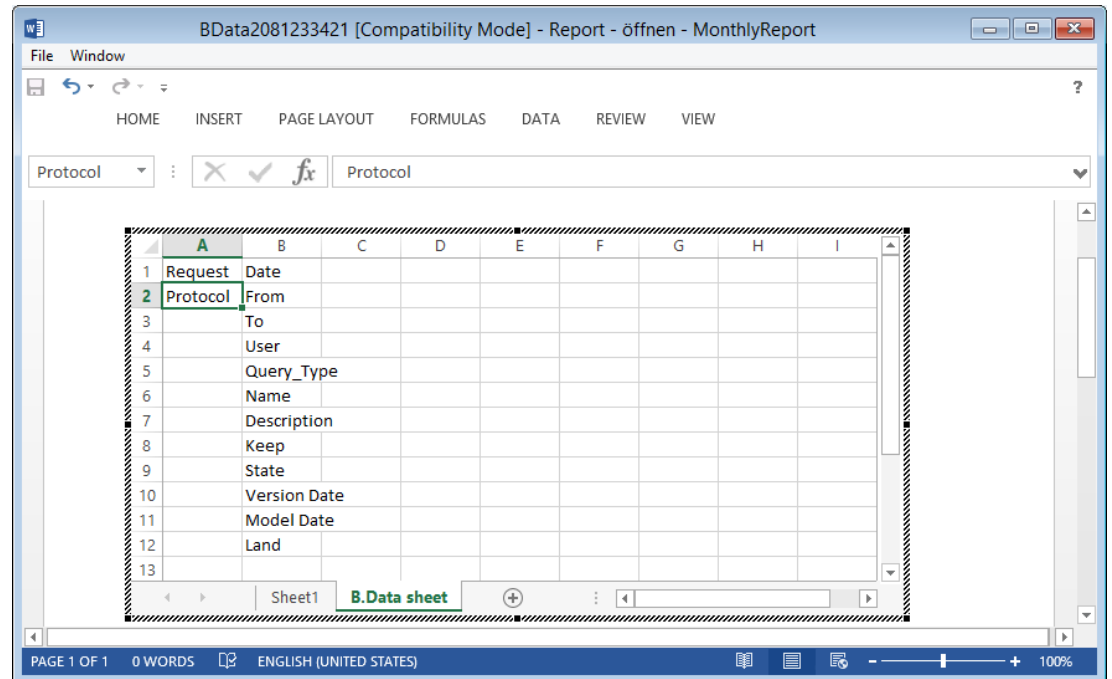 BData2081233421 [Compatibility Mode] - Report - öffnen - MonthlyReport
File Window
?
HOME INSERT PAGE LAYOUT FORMULAS DATA REVIEW VIEW
Protocol fx Protocol
A B C D E F G H I
1 Request Date
2 Protocol From
3 To
4 User
5 Query_Type
6 Name
7 Description
8 Keep
9 State
10 Version Date
11 Model Date
12 Land
13
Sheet1 B.Data sheet
PAGE 1 OF 1 0 WORDS ENGLISH (UNITED STATES) 100%